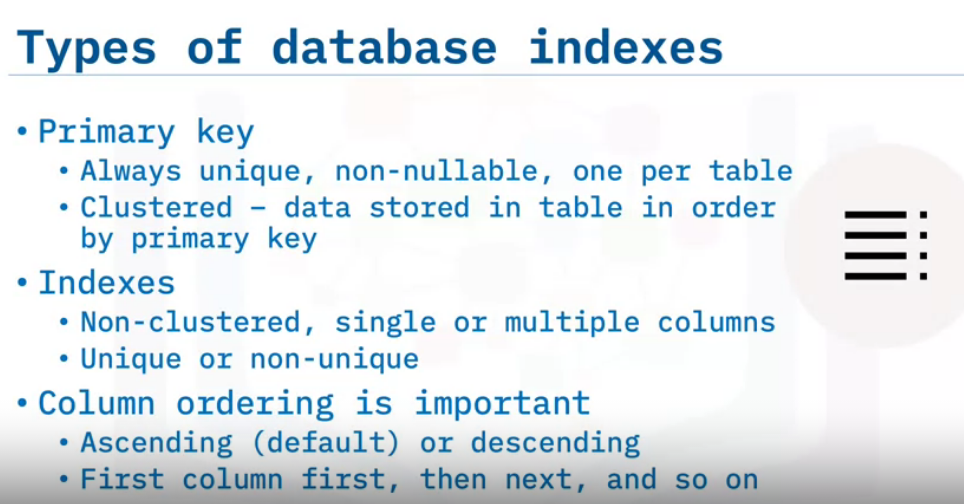 Types of database indexes
• Primary key
• Always unique, non-nullable, one per table
• Clustered – data stored in table in order
by primary key
• Indexes
• Non-clustered, single or multiple columns
• Unique or non-unique
• Column ordering is important
• Ascending (default) or descending
• First column first, then next, and so on